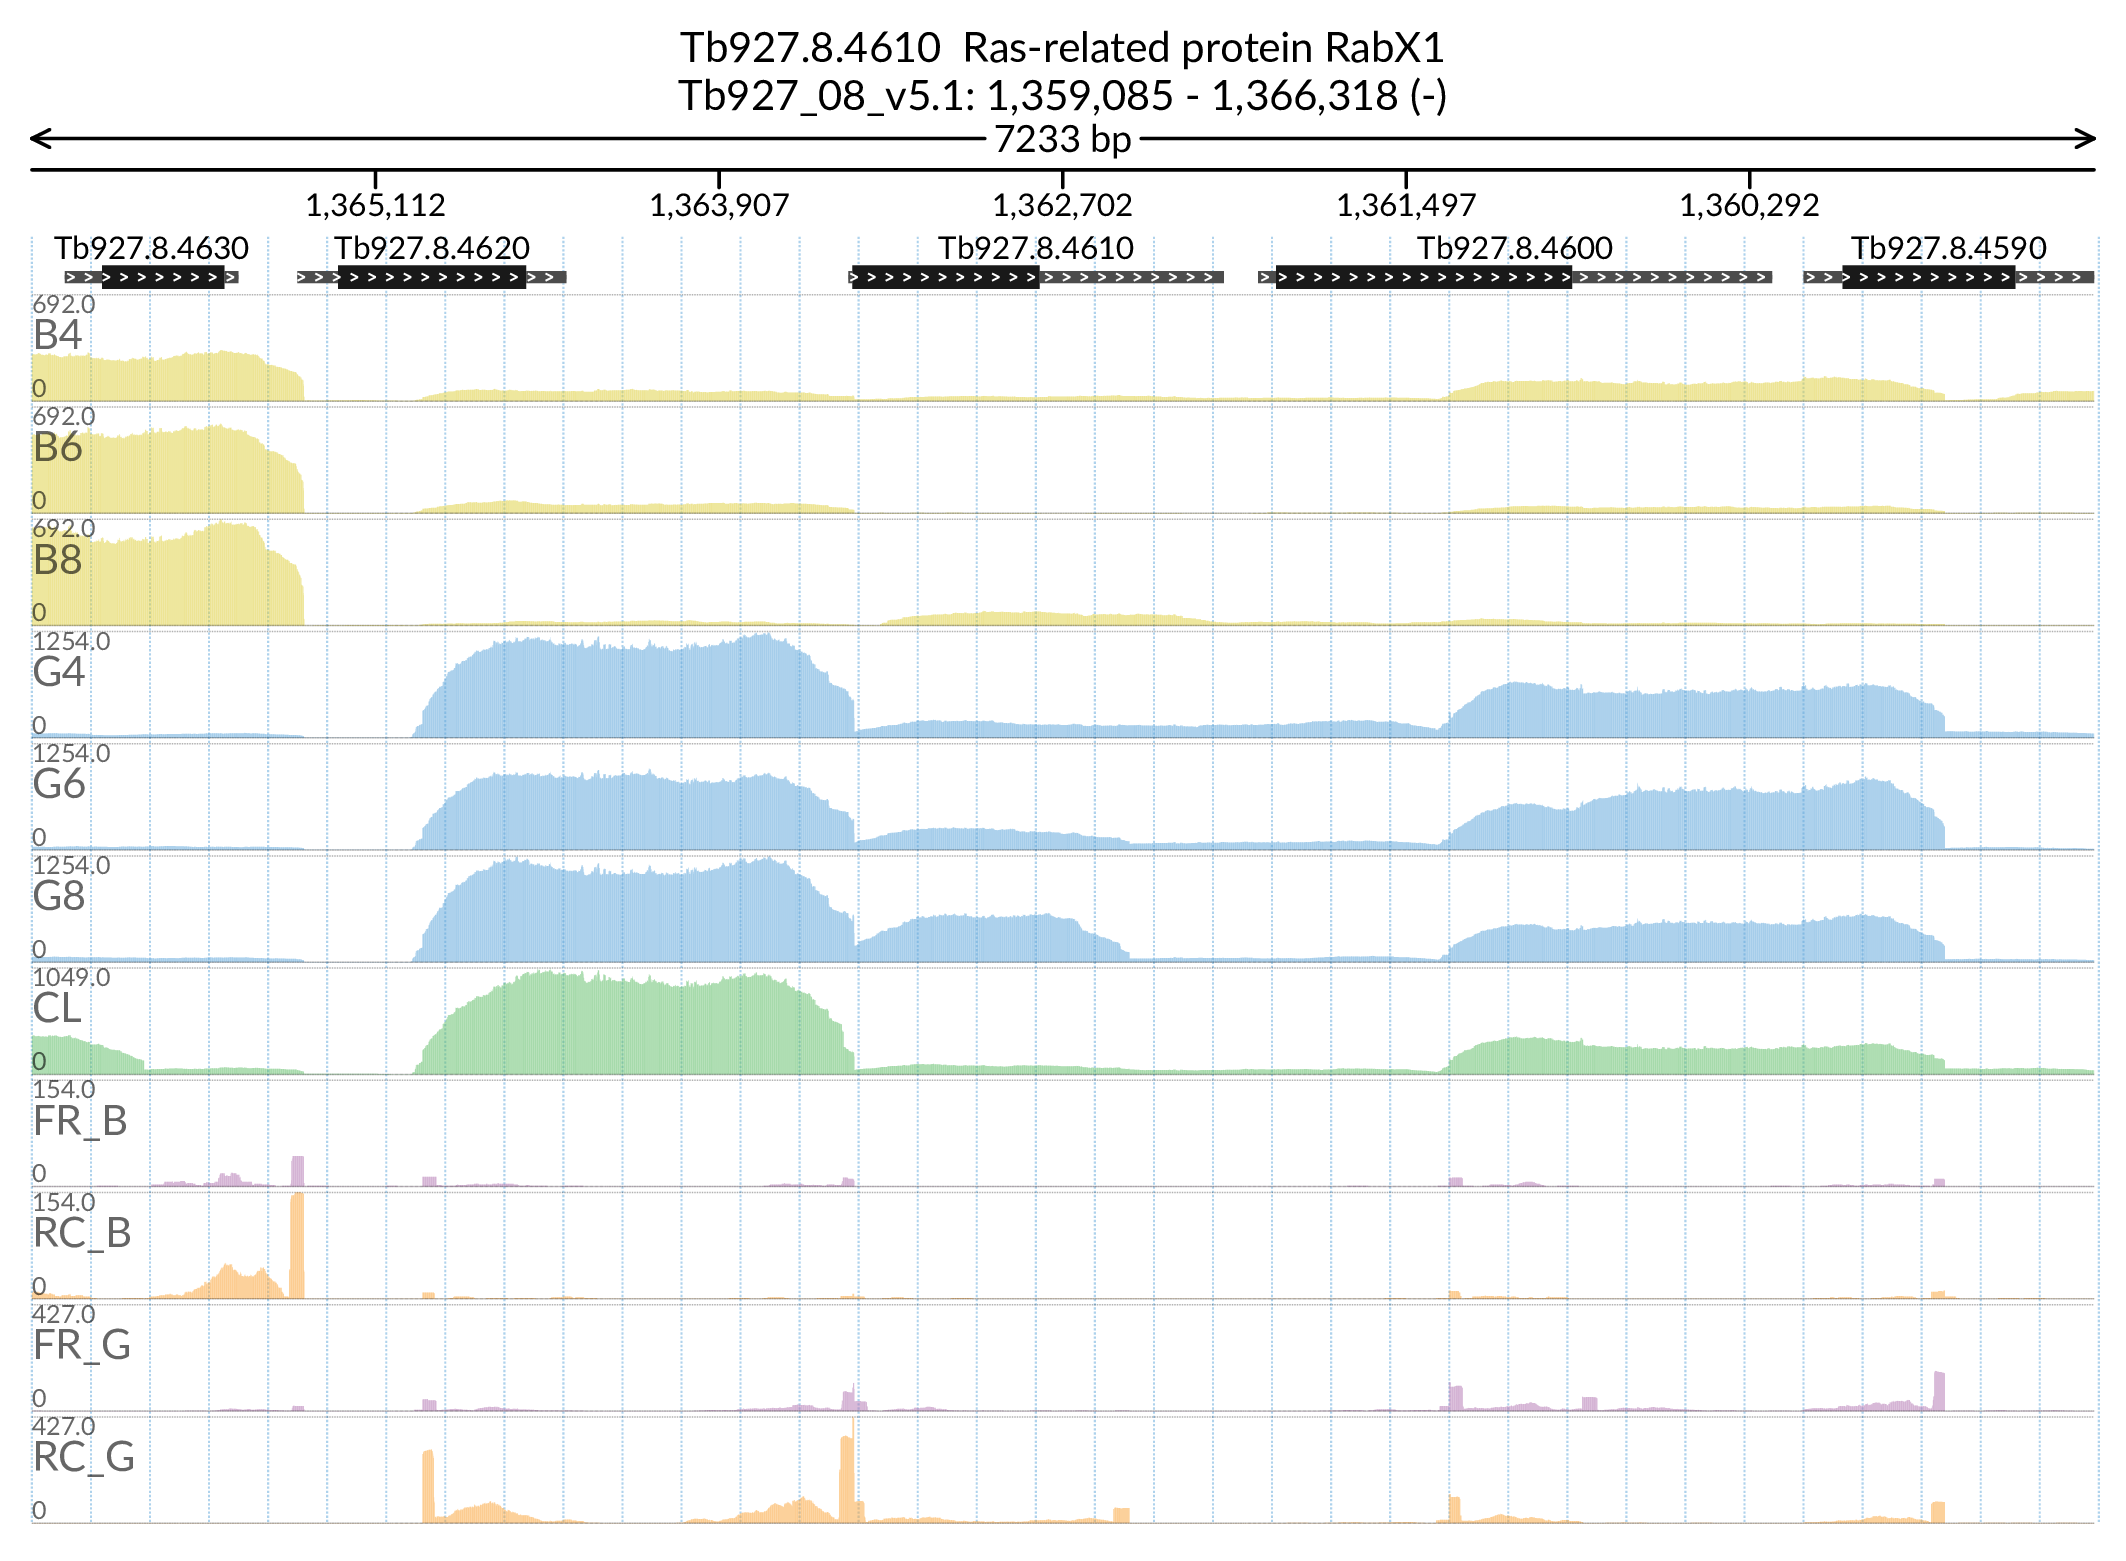 Tb927.8.4610  Ras-related protein RabX1
Tb927_08_v5.1: 1,359,085 - 1,366,318 (-)
7233 bp
1,365,112 1,363,907 1,362,702 1,361,497 1,360,292
Tb927.8.4630 Tb927.8.4620 Tb927.8.4610 Tb927.8.4600 Tb927.8.4590
692.0
B4
0
692.0
B6
0
692.0
B8
0
1254.0
G4
0
1254.0
G6
0
1254.0
G8
0
1049.0
CL
0
154.0
FR_B
0
154.0
RC_B
0
427.0
FR_G
0
427.0
RC_G
0